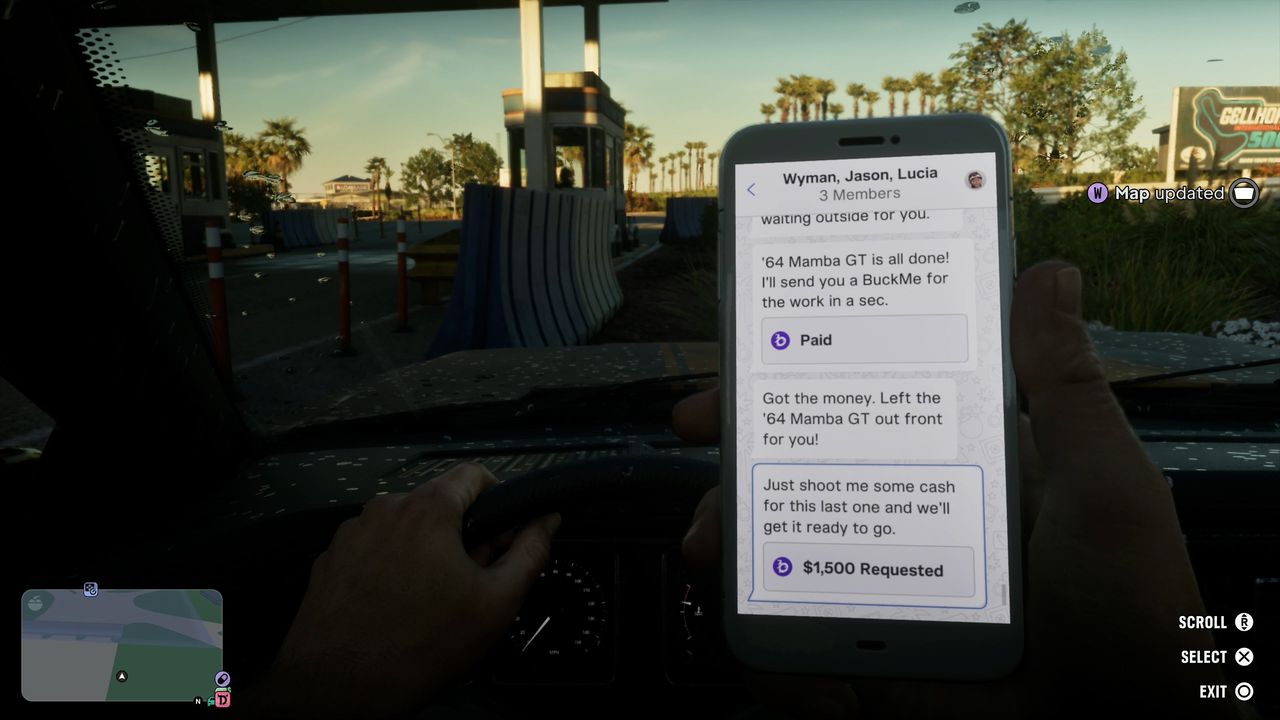 Wyman, Jason, Lucia
3 Members
waiting outside for you.
'64 Mamba GT is all done!
I'll send you a BuckMe for
the work in a sec.
Paid
Got the money. Left the
'64 Mamba GT out front
for you!
Just shoot me some cash
for this last one and we'll
get it ready to go.
$1,500 Requested
W Map updated
SCROLL R
SELECT
EXIT
N
D